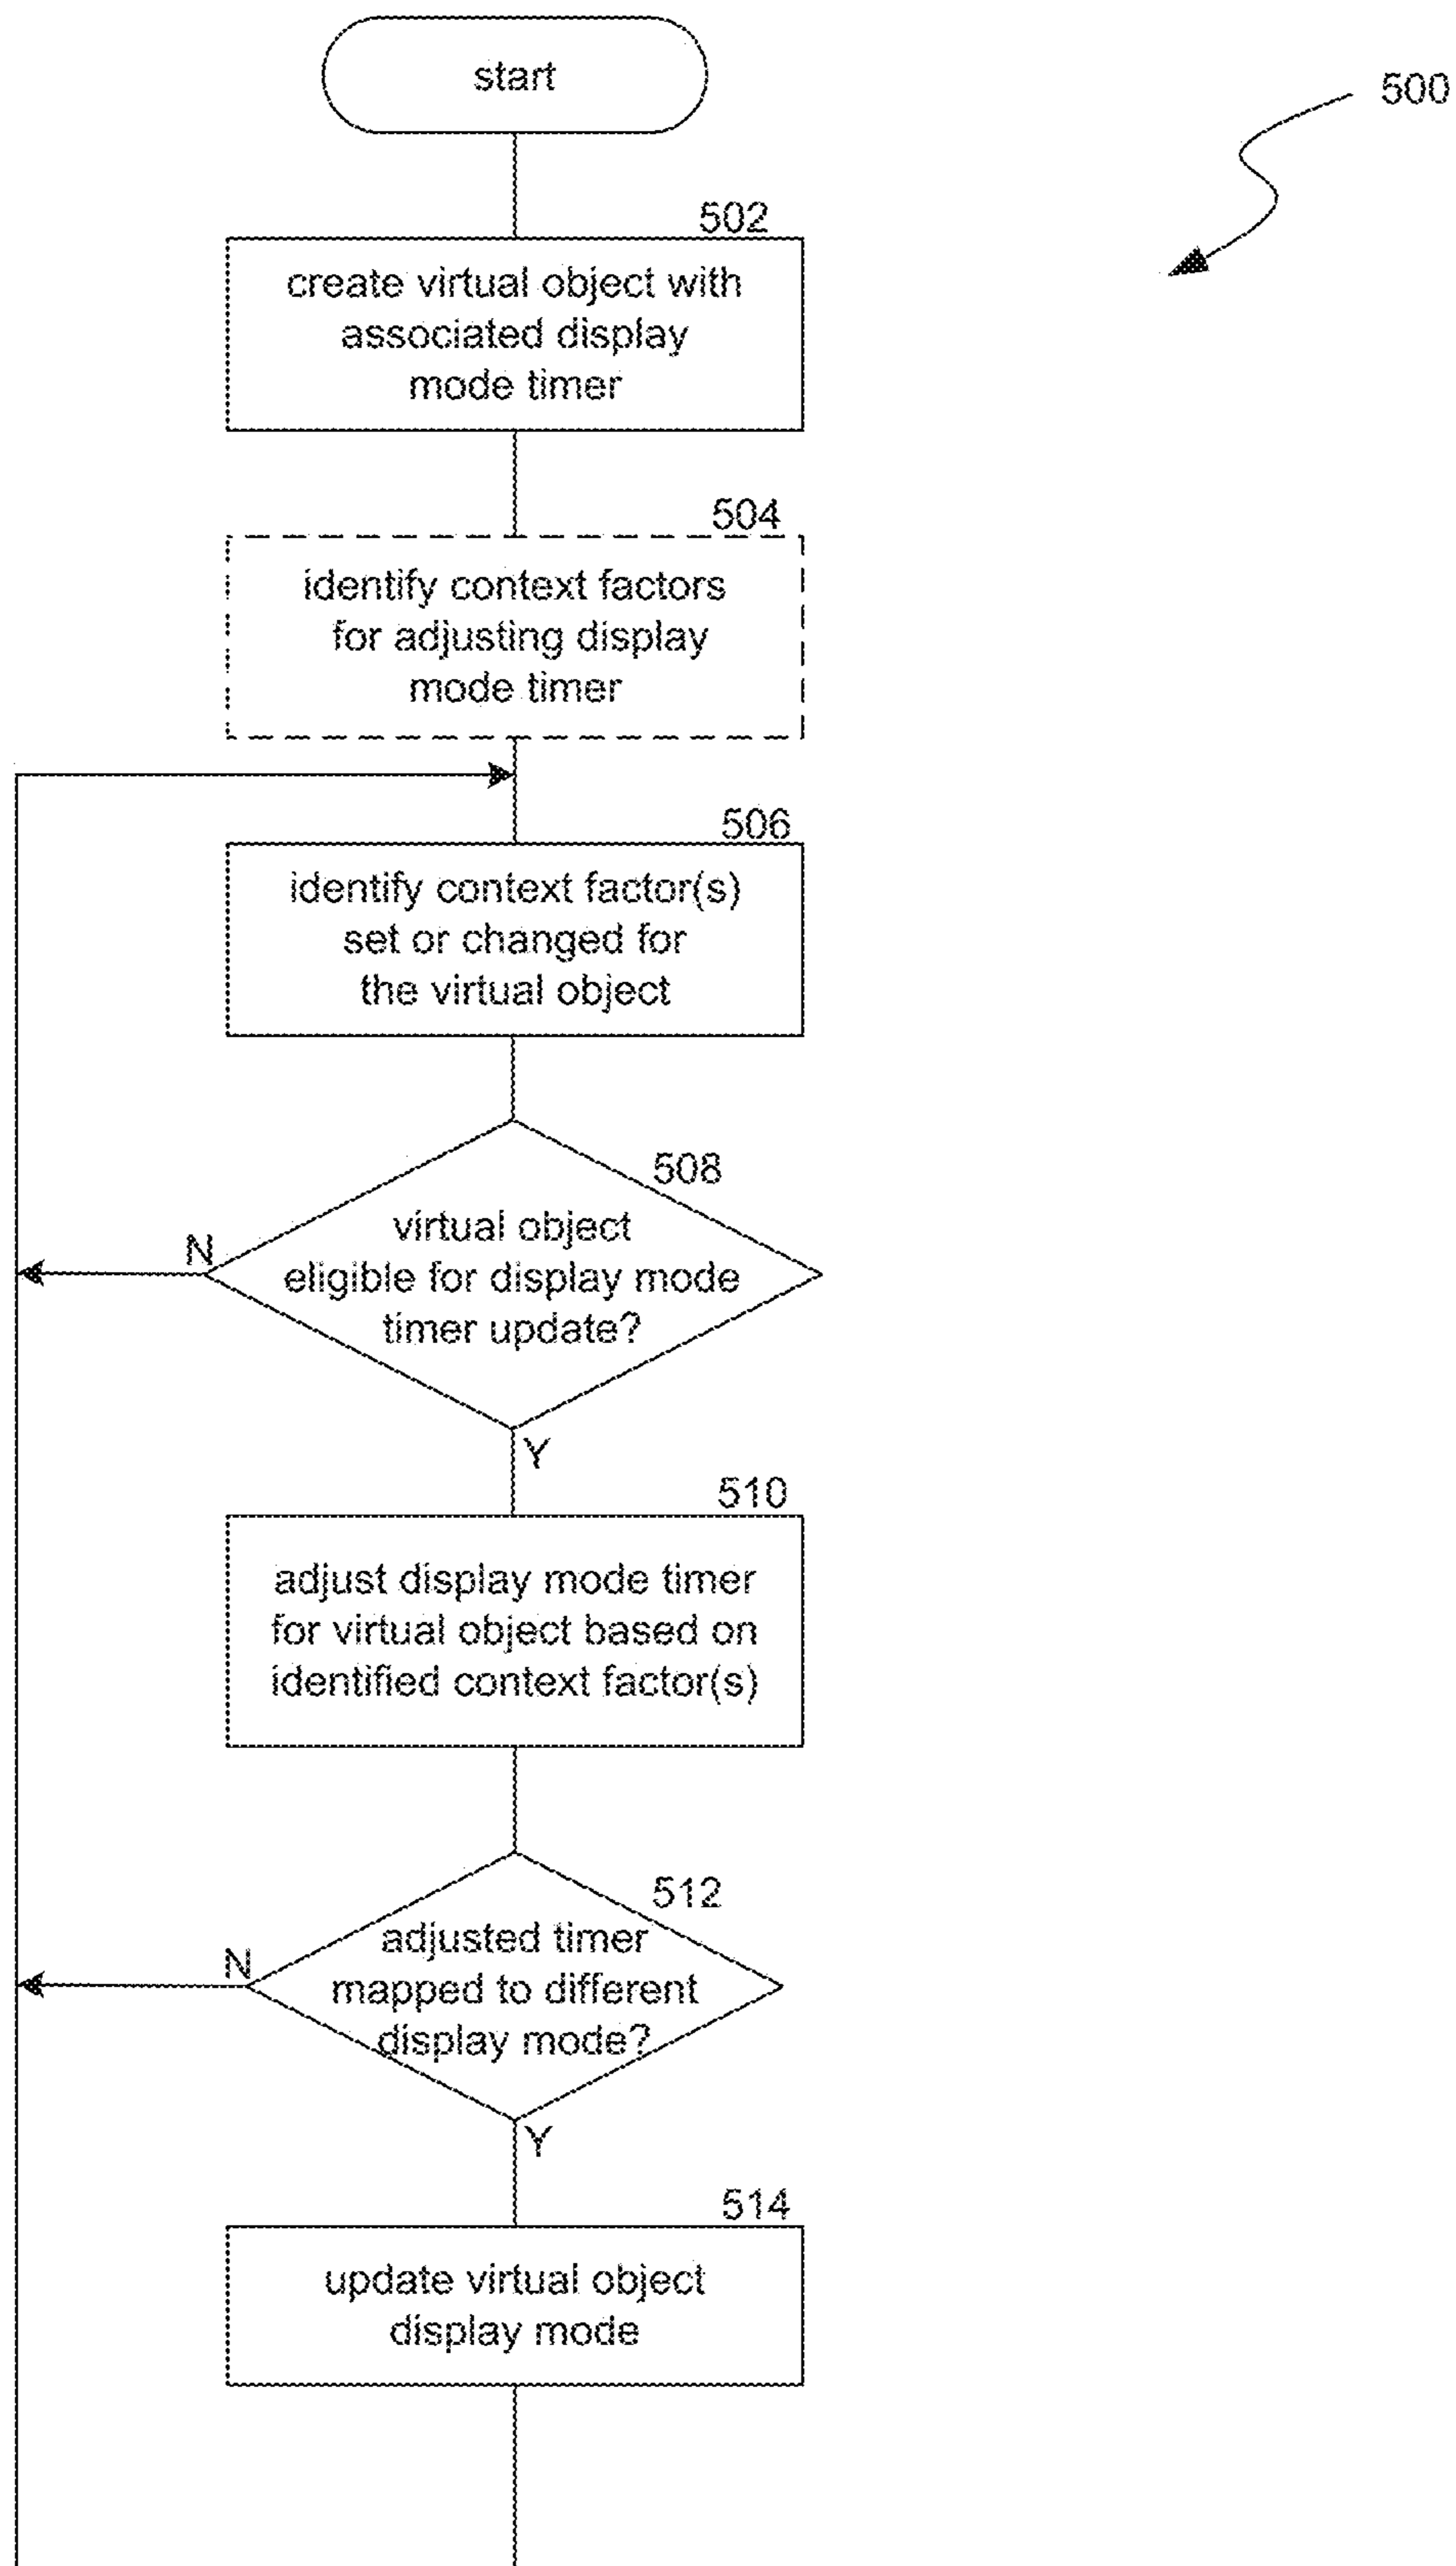 start
500
502
create virtual object with
associated display
mode timer
504
identify context factors
for adjusting display
mode timer
506
identify context factor(s)
set or changed for
the virtual object
508
virtual object
eligible for display mode
timer update?
N
Y
510
adjust display mode timer
for virtual object based on
identified context factor(s)
512
adjusted timer
mapped to different
display mode?
N
Y
514
update virtual object
display mode